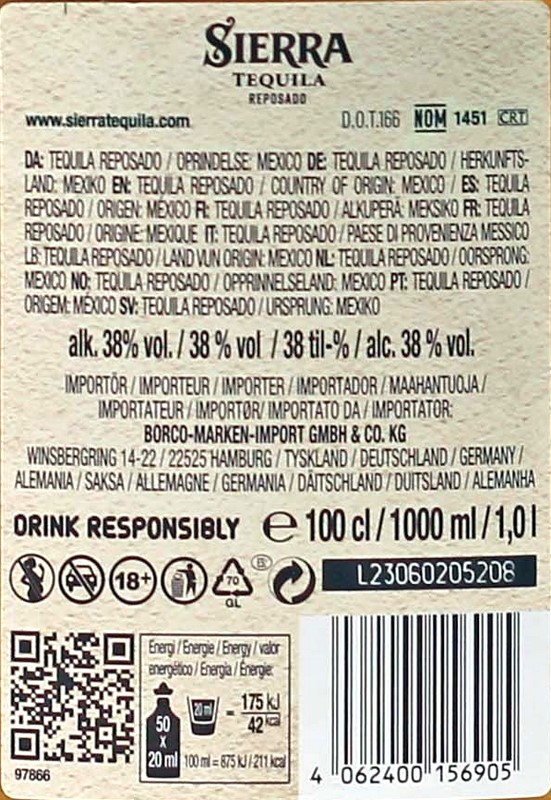 SIERRA
TEQUILA
REPOSADO
www.sierratequila.com D.O.T.166 NOM 1451 CRT
DA: TEQUILA REPOSADO / OPRINDELSE: MEXICO DE: TEQUILA REPOSADO / HERKUNFTS-
LAND: MEXIKO EN: TEQUILA REPOSADO / COUNTRY OF ORIGIN: MEXICO / ES: TEQUILA
REPOSADO / ORIGEN: MÉXICO FI: TEQUILA REPOSADO / ALKUPERÄ: MEKSIKO FR: TEQUILA
REPOSADO / ORIGINE: MEXIQUE IT: TEQUILA REPOSADO / PAESE DI PROVENIENZA MESSICO
LB: TEQUILA REPOSADO / LAND VUN ORIGIN: MEXICO NL: TEQUILA REPOSADO / OORSPRONG:
MEXICO NO: TEQUILA REPOSADO / OPPRINNELSELAND: MEXICO PT: TEQUILA REPOSADO /
ORIGEM: MÉXICO SV: TEQUILA REPOSADO / URSPRUNG: MEXIKO
alk. 38% vol. / 38 % vol / 38 til-% / alc. 38 % vol.
IMPORTÖR / IMPORTEUR / IMPORTER / IMPORTADOR / MAAHANTUOJA /
IMPORTATEUR / IMPORTØR/ IMPORTATO DA / IMPORTATOR:
BORCO-MARKEN-IMPORT GMBH & CO. KG
WINSBERGRING 14-22 / 22525 HAMBURG / TYSKLAND / DEUTSCHLAND / GERMANY /
ALEMANIA / SAKSA / ALLEMAGNE / GERMANIA / DÄITSCHLAND / DUITSLAND / ALEMANHA
DRINK RESPONSIBLY e 100 cl / 1000 ml / 1,0 l
18+ 70 GL B L23060205208
Energi / Energie / Energy / valor
energético / Energia / Énergie:
50 x 20 ml 20 ml = 175 kJ 42 kcal
100 ml = 875 kJ / 211 kcal
97866
4 062400 156905